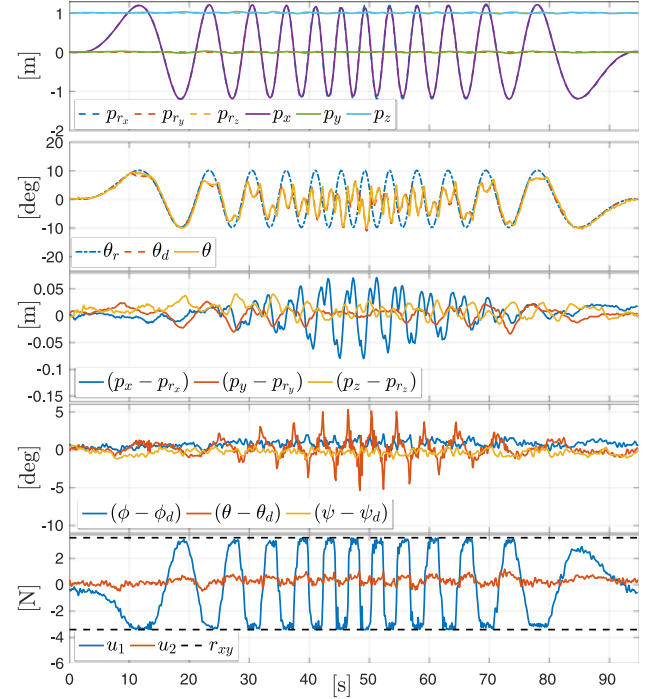 1
0
-1
2
[m]
p_{r_x} p_{r_y} p_{r_z} p_x p_y p_z
20
10
0
-10
-20
[deg]
θ_r θ_d θ
0.05
0
-0.05
-0.1
-0.15
[m]
(p_x − p_{r_x}) (p_y − p_{r_y}) (p_z − p_{r_z})
5
0
-5
-10
[deg]
(ϕ − ϕ_d) (θ − θ_d) (ψ − ψ_d)
2
0
-2
-4
-6
[N]
u_1 u_2 r_{xy}
0 10 20 30 40 50 60 70 80 90
[s]